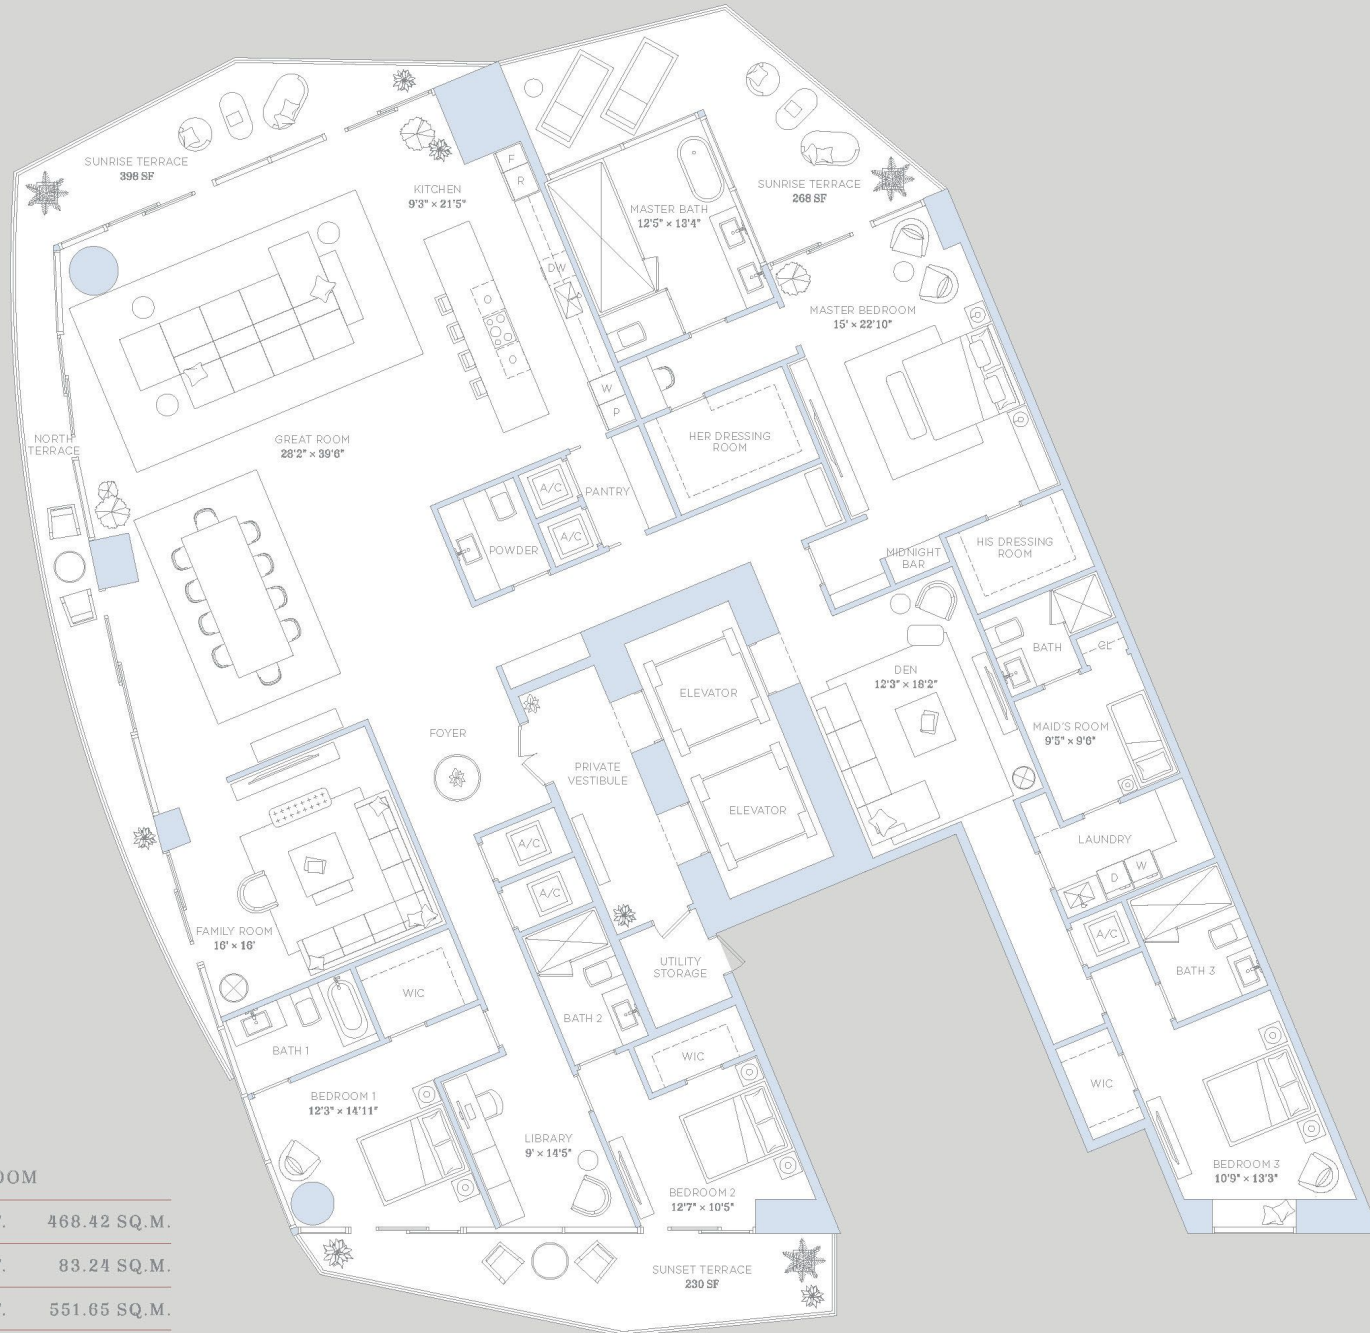 SUNRISE TERRACE
398 SF
KITCHEN
9'3" × 21'5"
F
R
MASTER BATH
12'5" × 13'4"
SUNRISE TERRACE
268 SF
DW
MASTER BEDROOM
15' × 22'10"
NORTH
TERRACE
GREAT ROOM
28'2" × 39'6"
W
P
HER DRESSING
ROOM
A/C
PANTRY
A/C
POWDER
MIDNIGHT
BAR
HIS DRESSING
ROOM
BATH
CL
DEN
12'3" × 18'2"
ELEVATOR
FOYER
PRIVATE
VESTIBULE
MAID'S ROOM
9'5" × 9'6"
ELEVATOR
A/C
LAUNDRY
D
W
A/C
FAMILY ROOM
16' × 16'
A/C
UTILITY
STORAGE
BATH 3
WIC
BATH 2
BATH 1
WIC
WIC
BEDROOM 1
12'3" × 14'11"
LIBRARY
9' × 14'5"
BEDROOM 2
12'7" × 10'5"
BEDROOM 3
10'9" × 13'3"
SUNSET TERRACE
230 SF
OOM
468.42 SQ.M.
83.24 SQ.M.
551.65 SQ.M.